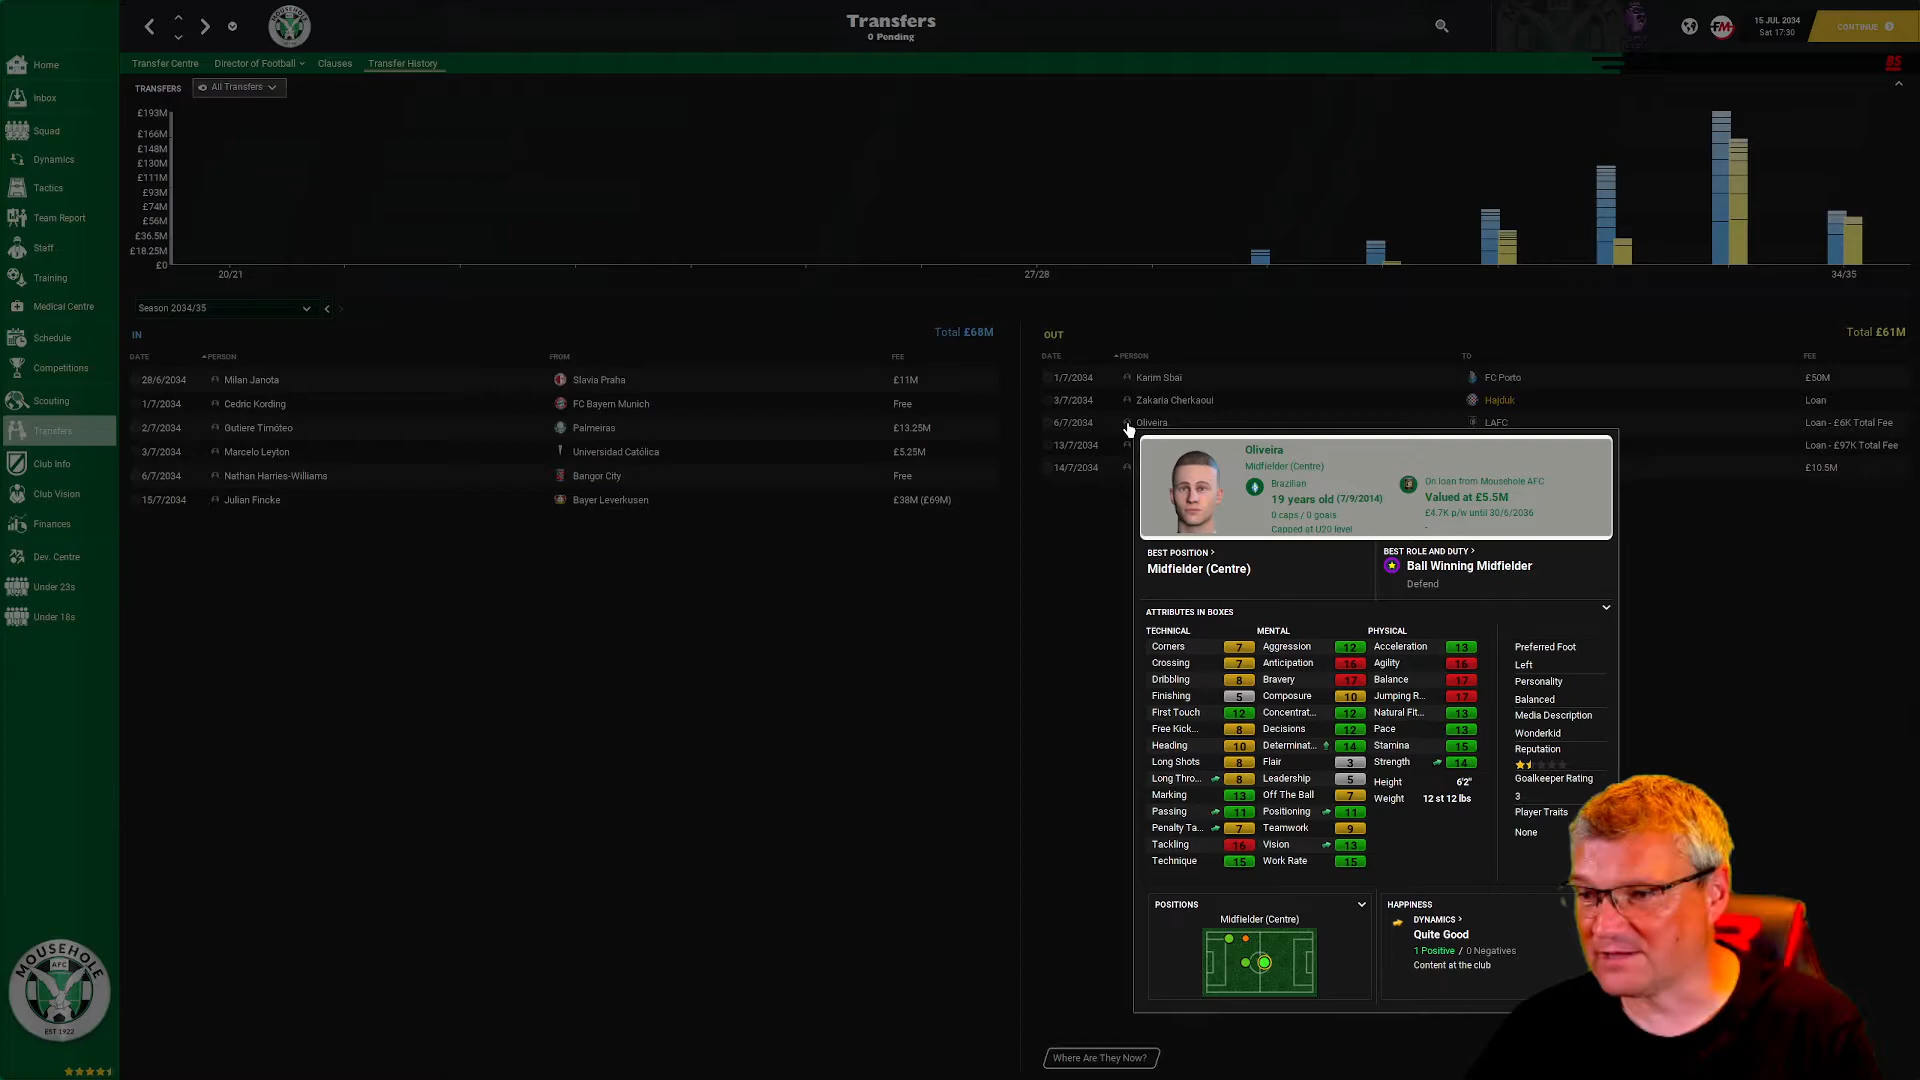 Transfers
0 Pending
15 JUL 2034
Sat 17:30
CONTINUE
Transfer Centre
Director of Football
Clauses
Transfer History
BS
Home
Inbox
Squad
Dynamics
Tactics
Team Report
Staff
Training
Medical Centre
Schedule
Competitions
Scouting
Transfers
Club Info
Club Vision
Finances
Dev. Centre
Under 23s
Under 18s
MOUSEHOLE
AFC
EST 1922
TRANSFERS
All Transfers
£193M
£166M
£148M
£130M
£111M
£93M
£74M
£56M
£36.5M
£18.25M
£0
20/21
27/28
34/35
Season 2034/35
IN
Total £68M
DATE PERSON FROM FEE
28/6/2034 Milan Janota Slavia Praha £11M
1/7/2034 Cedric Kording FC Bayern Munich Free
2/7/2034 Gutiere Timóteo Palmeiras £13.25M
3/7/2034 Marcelo Leyton Universidad Católica £5.25M
6/7/2034 Nathan Harries-Williams Bangor City Free
15/7/2034 Julian Fincke Bayer Leverkusen £38M (£69M)
OUT
Total £61M
DATE PERSON TO FEE
1/7/2034 Karim Sbaï FC Porto £50M
3/7/2034 Zakaria Cherkaoui Hajduk Loan
6/7/2034 Oliveira LAFC Loan - £6K Total Fee
13/7/2034 Loan - £97K Total Fee
14/7/2034 £10.5M
Oliveira
Midfielder (Centre)
Brazilian
19 years old (7/9/2014)
0 caps / 0 goals
Capped at U20 level
On loan from Mousehole AFC
Valued at £5.5M
£4.7K p/w until 30/6/2036
-
BEST POSITION >
Midfielder (Centre)
BEST ROLE AND DUTY >
Ball Winning Midfielder
Defend
ATTRIBUTES IN BOXES
TECHNICAL MENTAL PHYSICAL
Corners 7 Aggression 12 Acceleration 13
Crossing 7 Anticipation 16 Agility 16
Dribbling 8 Bravery 17 Balance 17
Finishing 5 Composure 10 Jumping R... 17
First Touch 12 Concentrat... 12 Natural Fit... 13
Free Kick... 8 Decisions 12 Pace 13
Heading 10 Determinat... 14 Stamina 15
Long Shots 8 Flair 3 Strength 14
Long Thro... 8 Leadership 5 Height 6'2"
Marking 13 Off The Ball 7 Weight 12 st 12 lbs
Passing 11 Positioning 11
Penalty Ta... 7 Teamwork 9
Tackling 16 Vision 13
Technique 15 Work Rate 15
Preferred Foot
Left
Personality
Balanced
Media Description
Wonderkid
Reputation
Goalkeeper Rating
3
Player Traits
None
POSITIONS
Midfielder (Centre)
HAPPINESS
DYNAMICS >
Quite Good
1 Positive / 0 Negatives
Content at the club
Where Are They Now?